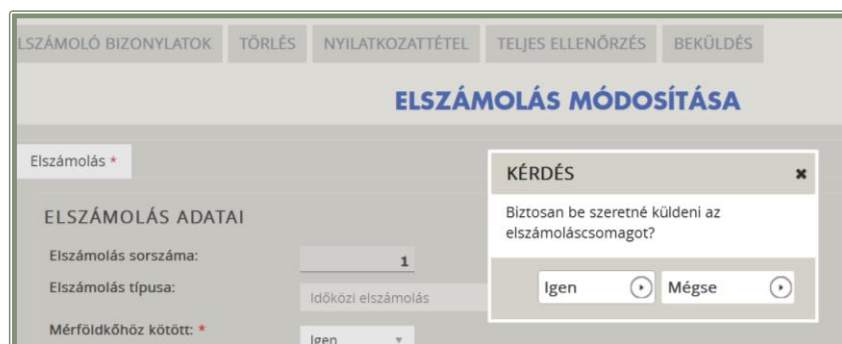 LSZÁMOLÓ BIZONYLATOK TÖRLÉS NYILATKOZATTÉTEL TELJES ELLENŐRZÉS BEKÜLDÉS
ELSZÁMOLÁS MÓDOSÍTÁSA
Elszámolás *
ELSZÁMOLÁS ADATAI
Elszámolás sorszáma: 1
Elszámolás típusa: Időközi elszámolás
Mérföldkőhöz kötött: * Igen
KÉRDÉS
Biztosan be szeretné küldeni az
elszámoláscsomagot?
Igen Mégse